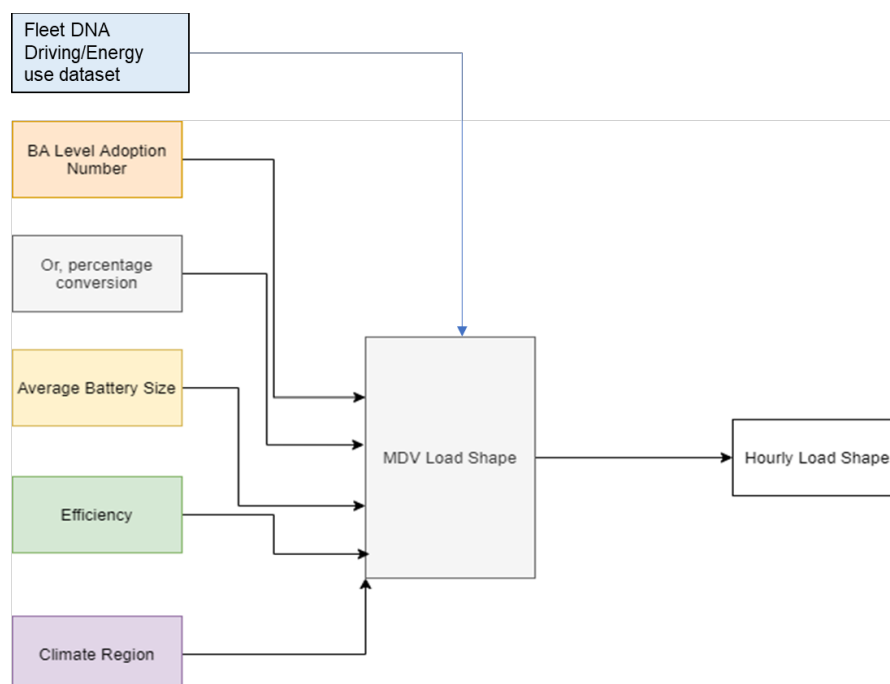 Fleet DNA
Driving/Energy
use dataset
BA Level Adoption
Number
Or, percentage
conversion
Average Battery Size
Efficiency
Climate Region
MDV Load Shape
Hourly Load Shape